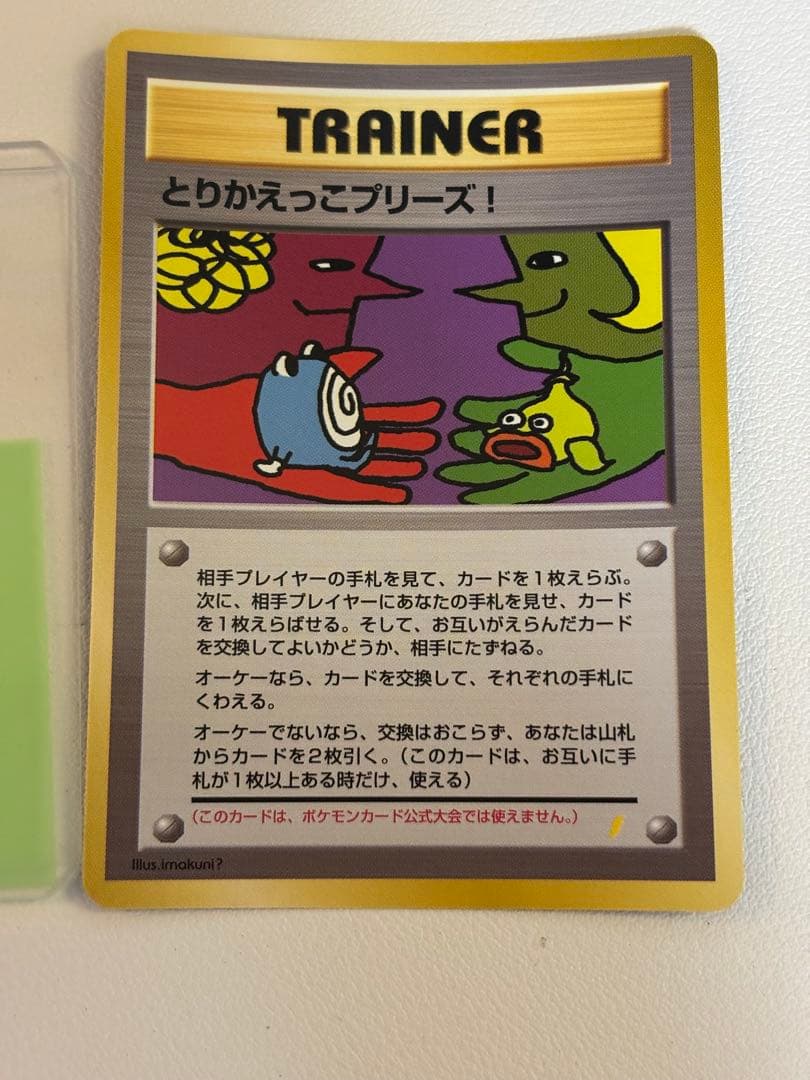 TRAINER
とりかえっこプリーズ!
相手プレイヤーの手札を見て、カードを1枚えらぶ。
次に、相手プレイヤーにあなたの手札を見せ、カード
を1枚えらばせる。そして、お互いがえらんだカード
を交換してよいかどうか、相手にたずねる。
オーケーなら、カードを交換して、それぞれの手札に
くわえる。
オーケーでないなら、交換はおこらず、あなたは山札
からカードを2枚引く。(このカードは、お互いに手
札が1枚以上ある時だけ、使える)
(このカードは、ポケモンカード公式大会では使えません。)
Illus.imakuni?